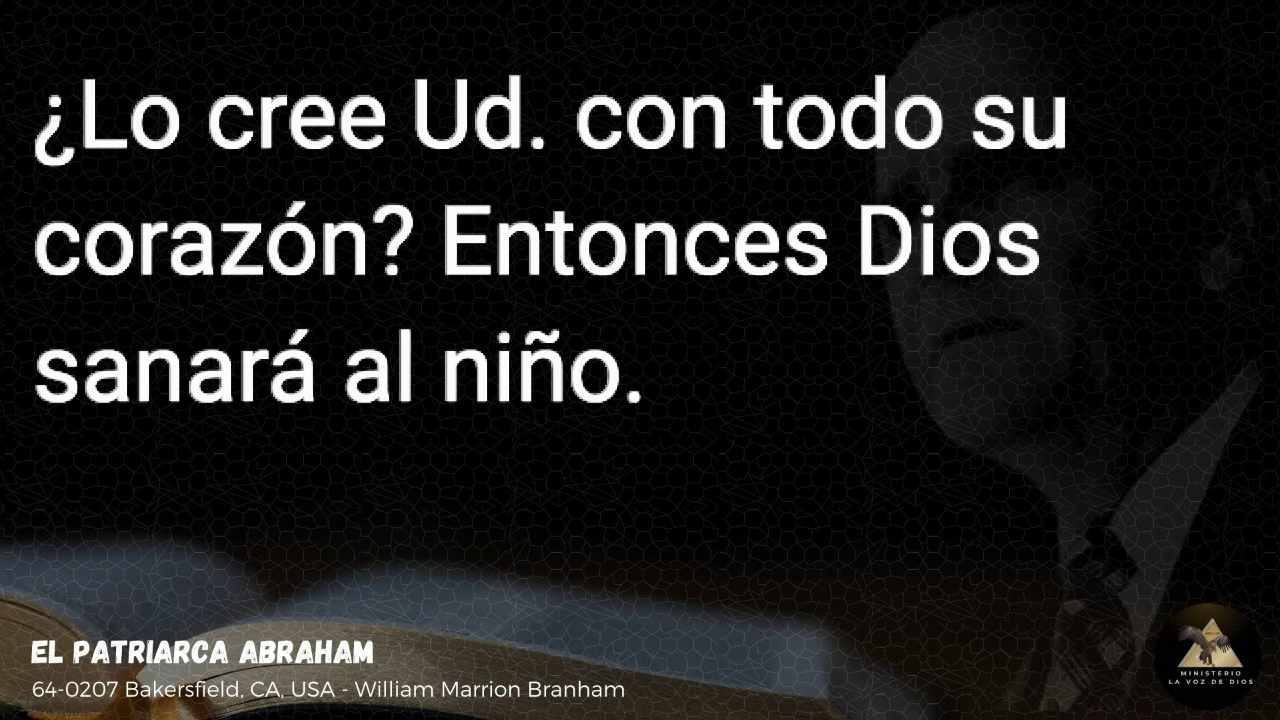 ¿Lo cree Ud. con todo su
corazón? Entonces Dios
sanará al niño.
EL PATRIARCA ABRAHAM
64-0207 Bakersfield, CA, USA - William Marrion Branham
MINISTERIO
LA VOZ DE DIOS